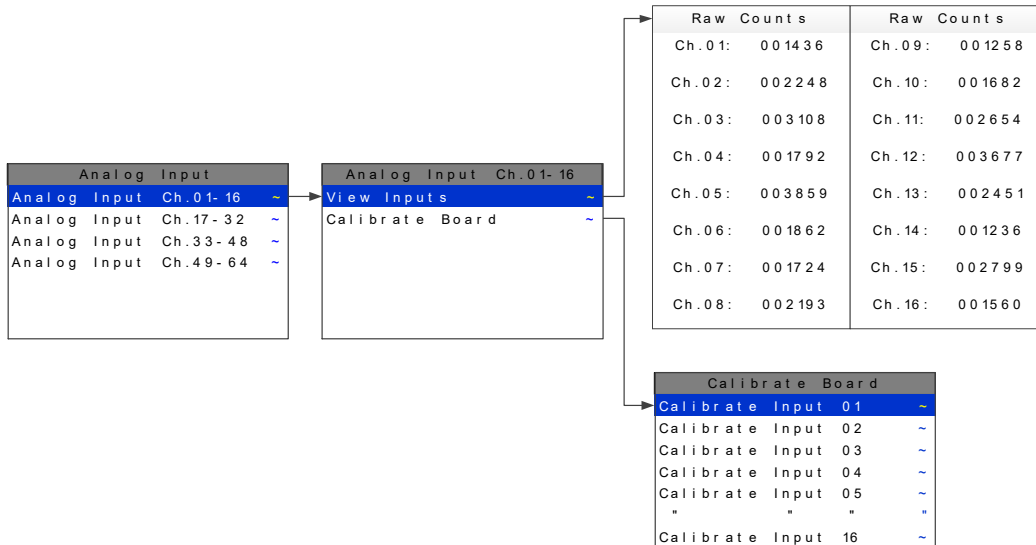 Analog Input
Analog Input Ch.01-16 ~
Analog Input Ch.17-32 ~
Analog Input Ch.33-48 ~
Analog Input Ch.49-64 ~
Analog Input Ch.01-16
View Inputs ~
Calibrate Board ~
Raw Counts Raw Counts
Ch.01: 001436 Ch.09: 001258
Ch.02: 002248 Ch.10: 001682
Ch.03: 003108 Ch.11: 002654
Ch.04: 001792 Ch.12: 003677
Ch.05: 003859 Ch.13: 002451
Ch.06: 001862 Ch.14: 001236
Ch.07: 001724 Ch.15: 002799
Ch.08: 002193 Ch.16: 001560
Calibrate Board
Calibrate Input 01 ~
Calibrate Input 02 ~
Calibrate Input 03 ~
Calibrate Input 04 ~
Calibrate Input 05 ~
" " " "
Calibrate Input 16 ~